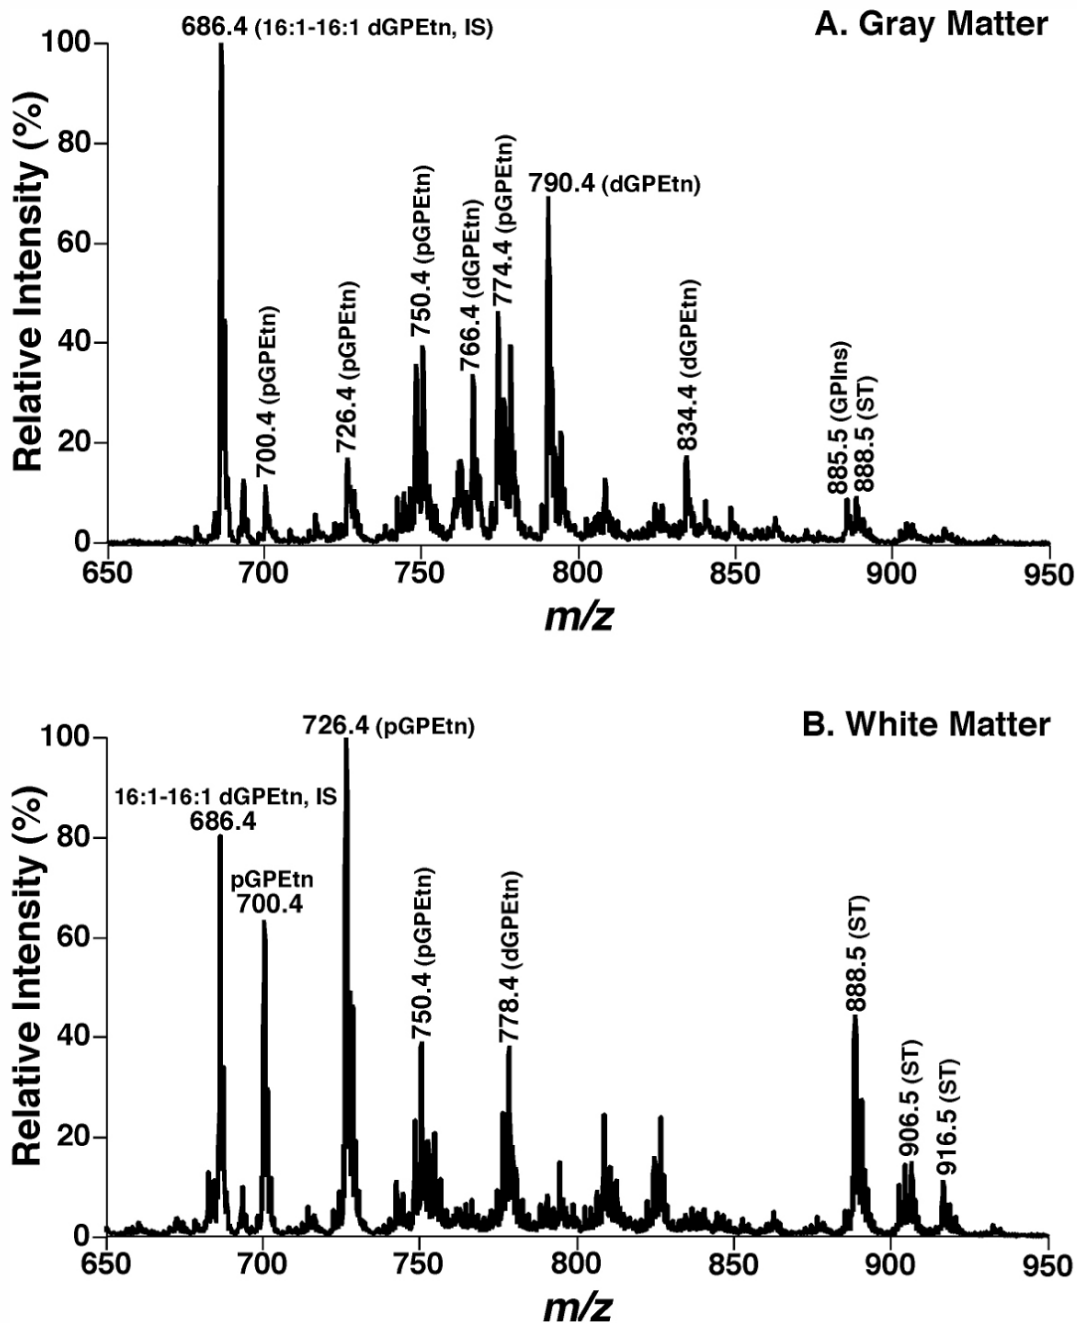 A. Gray Matter
686.4 (16:1-16:1 dGPEtn, IS)
700.4 (pGPEtn)
726.4 (pGPEtn)
750.4 (pGPEtn)
766.4 (dGPEtn)
774.4 (pGPEtn)
790.4 (dGPEtn)
834.4 (dGPEtn)
885.5 (GPIns)
888.5 (ST)
Relative Intensity (%)
100
80
60
40
20
0
650 700 750 800 850 900 950
m/z
B. White Matter
726.4 (pGPEtn)
16:1-16:1 dGPEtn, IS
686.4
pGPEtn
700.4
750.4 (pGPEtn)
778.4 (dGPEtn)
888.5 (ST)
906.5 (ST)
916.5 (ST)
Relative Intensity (%)
100
80
60
40
20
0
650 700 750 800 850 900 950
m/z